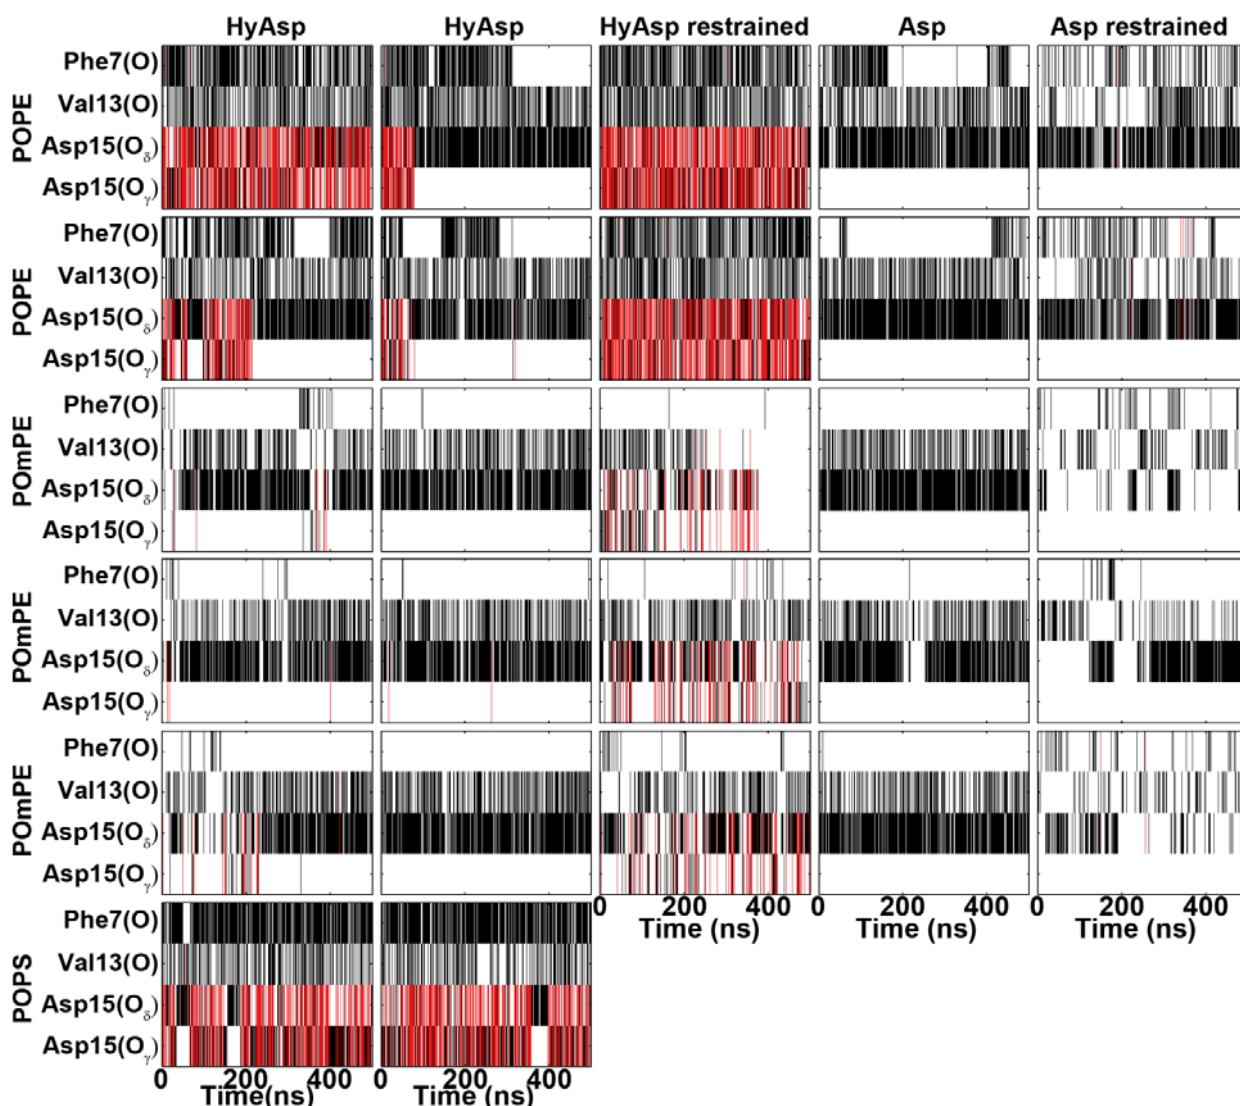 HyAsp HyAsp HyAsp restrained Asp Asp restrained
POPE
Phe7(O)
Val13(O)
Asp15(Oδ)
Asp15(Oγ)
POPE
Phe7(O)
Val13(O)
Asp15(Oδ)
Asp15(Oγ)
POmPE
Phe7(O)
Val13(O)
Asp15(Oδ)
Asp15(Oγ)
POmPE
Phe7(O)
Val13(O)
Asp15(Oδ)
Asp15(Oγ)
POmPE
Phe7(O)
Val13(O)
Asp15(Oδ)
Asp15(Oγ)
0 200 400 0 200 400 0 200 400
Time (ns) Time (ns) Time (ns)
POPS
Phe7(O)
Val13(O)
Asp15(Oδ)
Asp15(Oγ)
0 200 400 0 200 400
Time(ns) Time(ns)